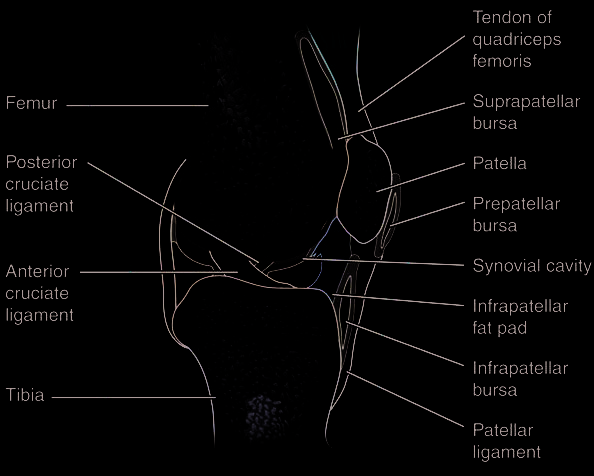 Femur
Posterior
cruciate
ligament
Anterior
cruciate
ligament
Tibia
Tendon of
quadriceps
femoris
Suprapatellar
bursa
Patella
Prepatellar
bursa
Synovial cavity
Infrapatellar
fat pad
Infrapatellar
bursa
Patellar
ligament